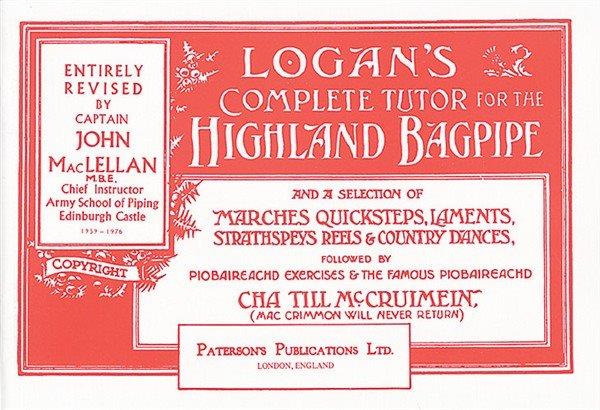 ENTIRELY
REVISED
BY
CAPTAIN
JOHN
MACLELLAN
M.B.E.
Chief Instructor
Army School of Piping
Edinburgh Castle
1959 – 1976
COPYRIGHT
LOGAN'S
COMPLETE TUTOR FOR THE
HIGHLAND BAGPIPE
AND A SELECTION OF
MARCHES QUICKSTEPS, LAMENTS,
STRATHSPEYS REELS & COUNTRY DANCES,
FOLLOWED BY
PIOBAIREACHD EXERCISES & THE FAMOUS PIOBAIREACHD
CHA TILL McCRUIMEIN,
(MAC CRIMMON WILL NEVER RETURN)
PATERSON'S PUBLICATIONS LTD.
LONDON, ENGLAND